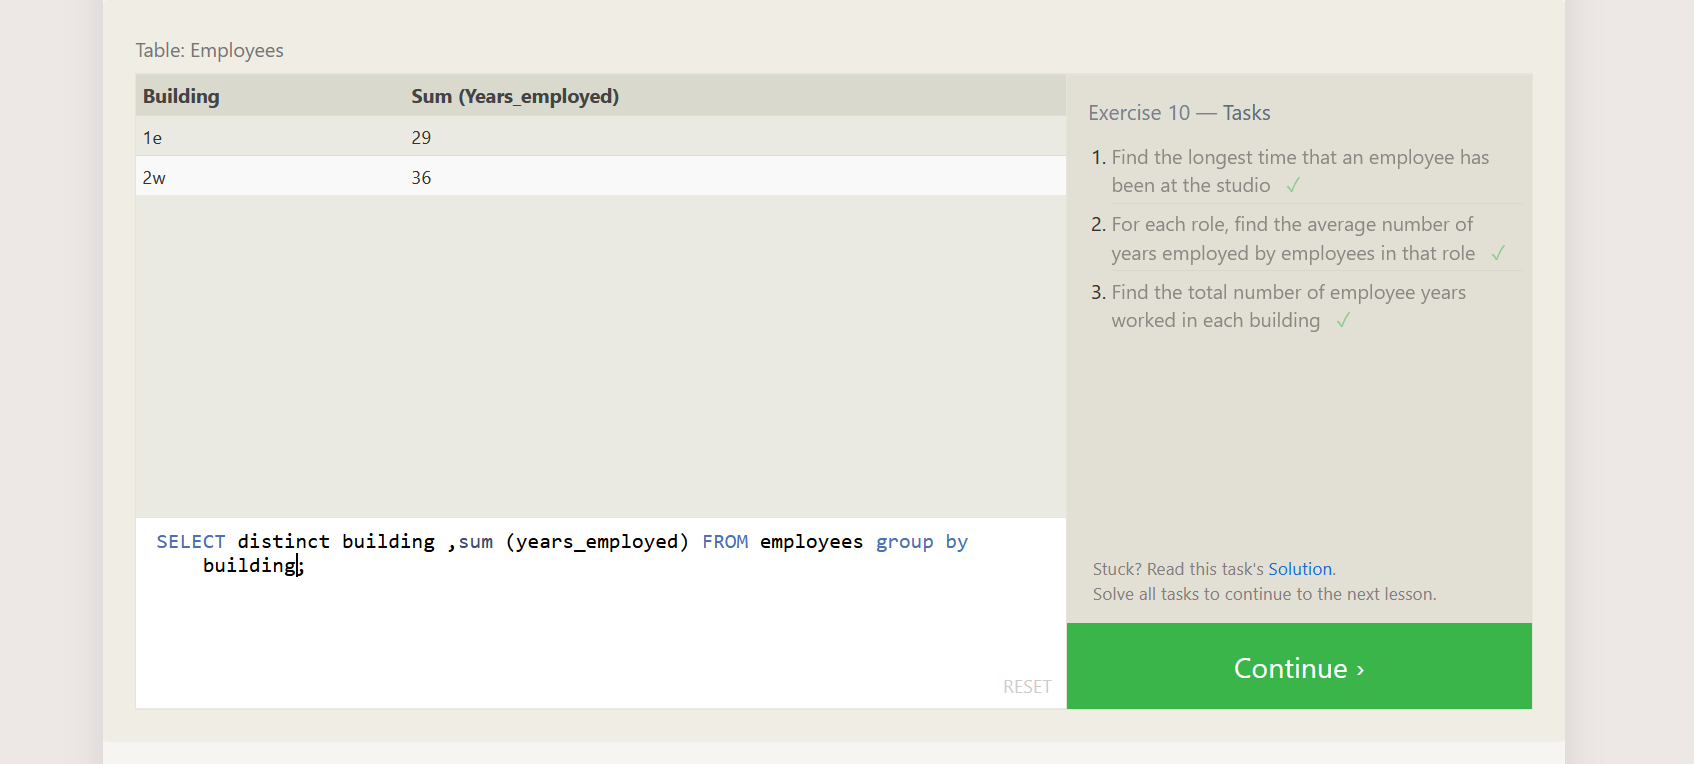 Table: Employees
Building Sum (Years_employed)
1e 29
2w 36
SELECT distinct building ,sum (years_employed) FROM employees group by
building;
RESET
Exercise 10 — Tasks
1. Find the longest time that an employee has
been at the studio ✓
2. For each role, find the average number of
years employed by employees in that role ✓
3. Find the total number of employee years
worked in each building ✓
Stuck? Read this task's Solution.
Solve all tasks to continue to the next lesson.
Continue ›